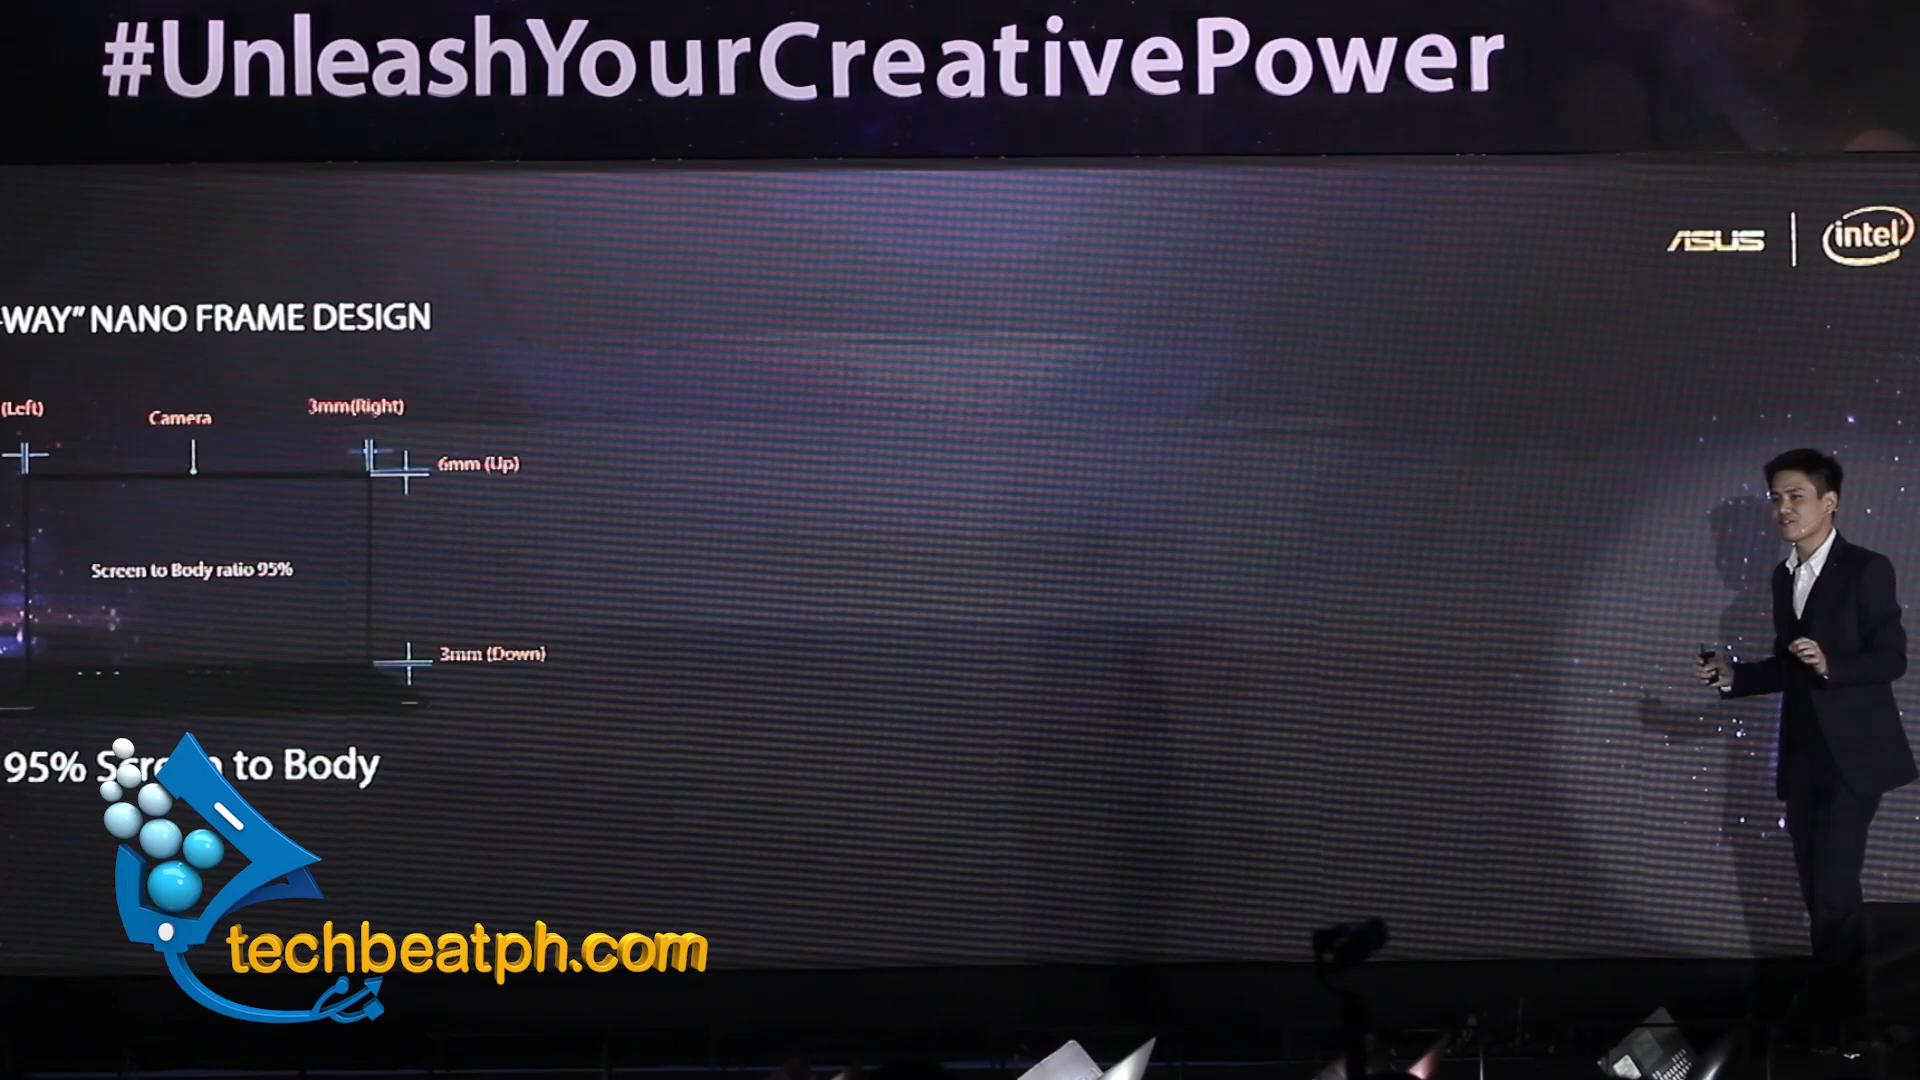 #UnleashYourCreativePower
ASUS | intel
-WAY” NANO FRAME DESIGN
(Left)
Camera
3mm(Right)
6mm (Up)
Screen to Body ratio 95%
3mm (Down)
95% Screen to Body
techbeatph.com